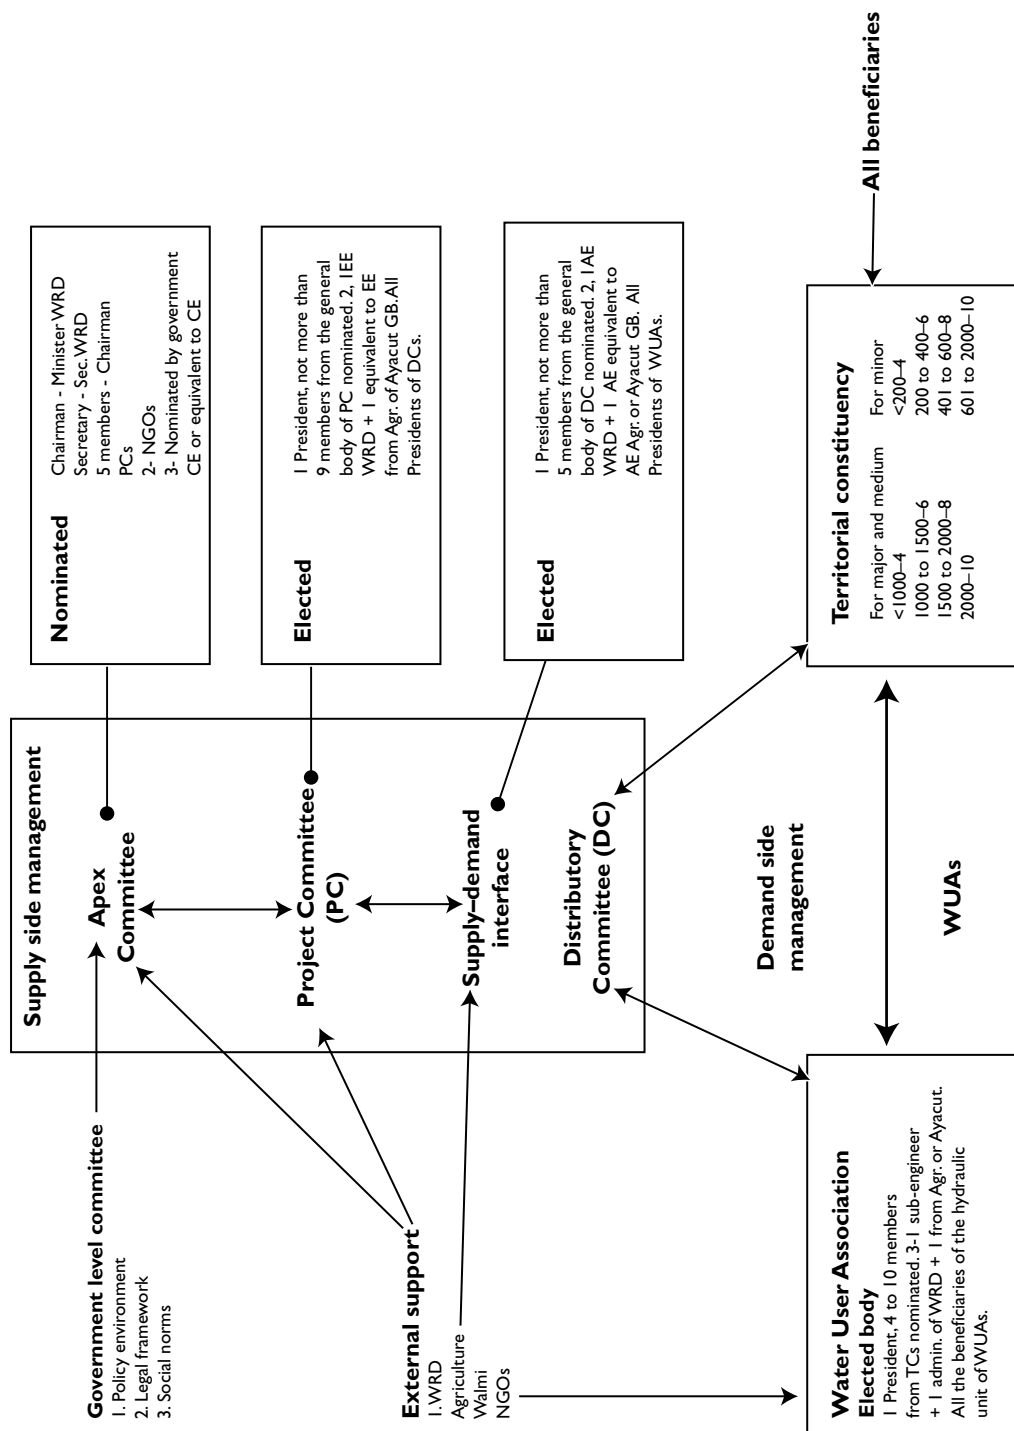 Government level committee
1. Policy environment
2. Legal framework
3. Social norms
External support
1. WRD
Agriculture
Walmi
NGOs
Water User Association
Elected body
1 President, 4 to 10 members
from TCs nominated. 3-1 sub-engineer
+ 1 admin. of WRD + 1 from Agr. or Ayacut.
All the beneficiaries of the hydraulic
unit of WUAs.
Supply side management
Apex
Committee
Project Committee
(PC)
Supply–demand
interface
Distributory
Committee (DC)
Demand side
management
WUAs
Nominated
Chairman - Minister WRD
Secretary - Sec. WRD
5 members - Chairman
PCs
2- NGOs
3- Nominated by government
CE or equivalent to CE
Elected
1 President, not more than
9 members from the general
body of PC nominated. 2, 1EE
WRD + 1 equivalent to EE
from Agr. of Ayacut GB. All
Presidents of DCs.
Elected
1 President, not more than
5 members from the general
body of DC nominated. 2, 1AE
WRD + 1 AE equivalent to
AE Agr. or Ayacut GB. All
Presidents of WUAs.
Territorial constituency
For major and medium
<1000–4
1000 to 1500–6
1500 to 2000–8
2000–10
For minor
<200–4
200 to 400–6
401 to 600–8
601 to 2000–10
All beneficiaries